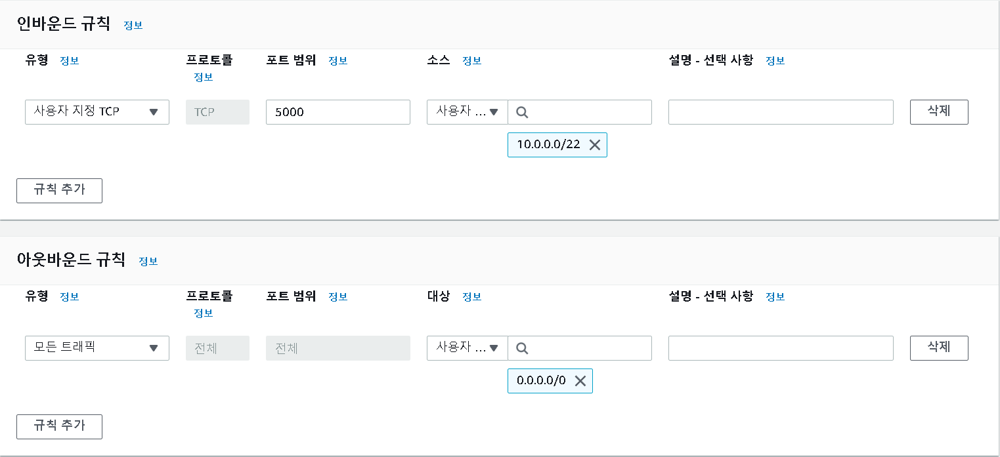 인바운드 규칙 정보
유형 정보 프로토콜 포트 범위 정보 소스 정보 설명 - 선택 사항 정보
정보
사용자 지정 TCP TCP 5000 사용자 ... 삭제
10.0.0.0/22
규칙 추가
아웃바운드 규칙 정보
유형 정보 프로토콜 포트 범위 정보 대상 정보 설명 - 선택 사항 정보
정보
모든 트래픽 전체 전체 사용자 ... 삭제
0.0.0.0/0
규칙 추가